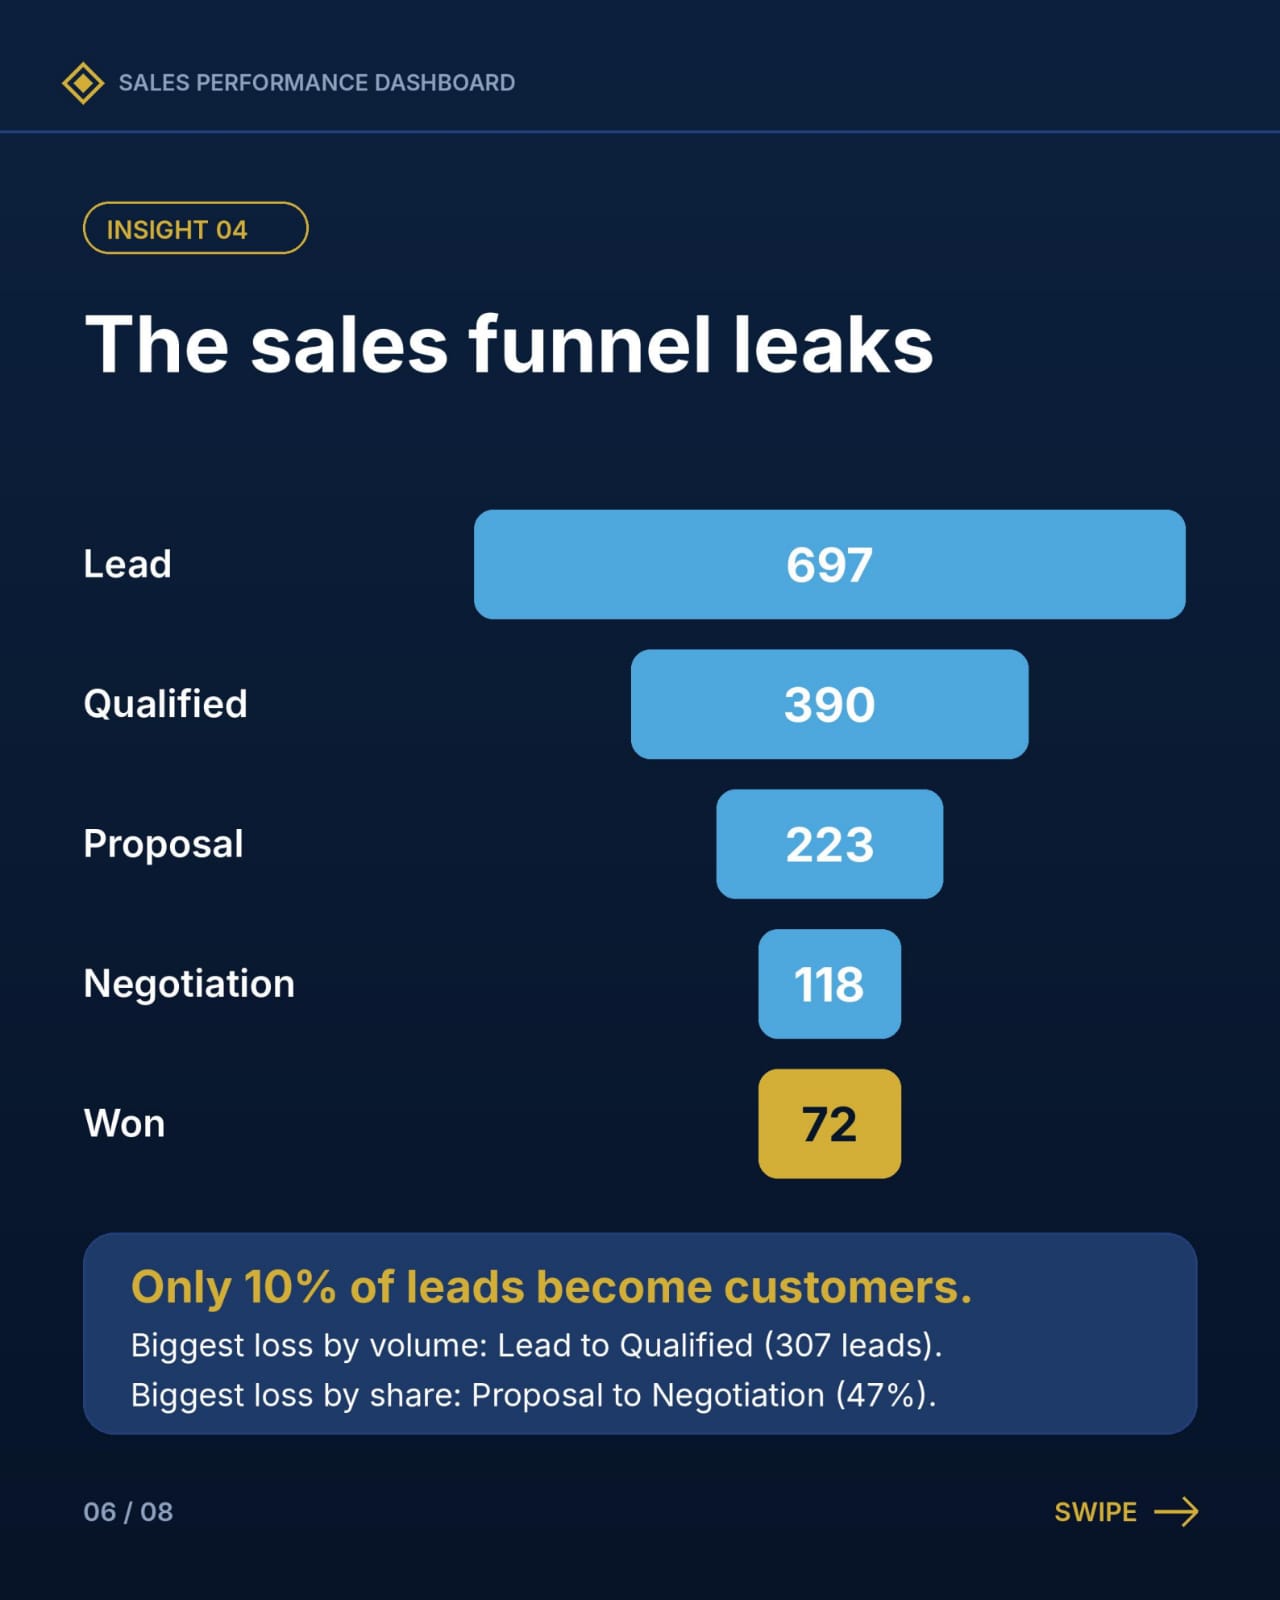 SALES PERFORMANCE DASHBOARD
INSIGHT 04
The sales funnel leaks
Lead 697
Qualified 390
Proposal 223
Negotiation 118
Won 72
Only 10% of leads become customers.
Biggest loss by volume: Lead to Qualified (307 leads).
Biggest loss by share: Proposal to Negotiation (47%).
06 / 08 SWIPE →